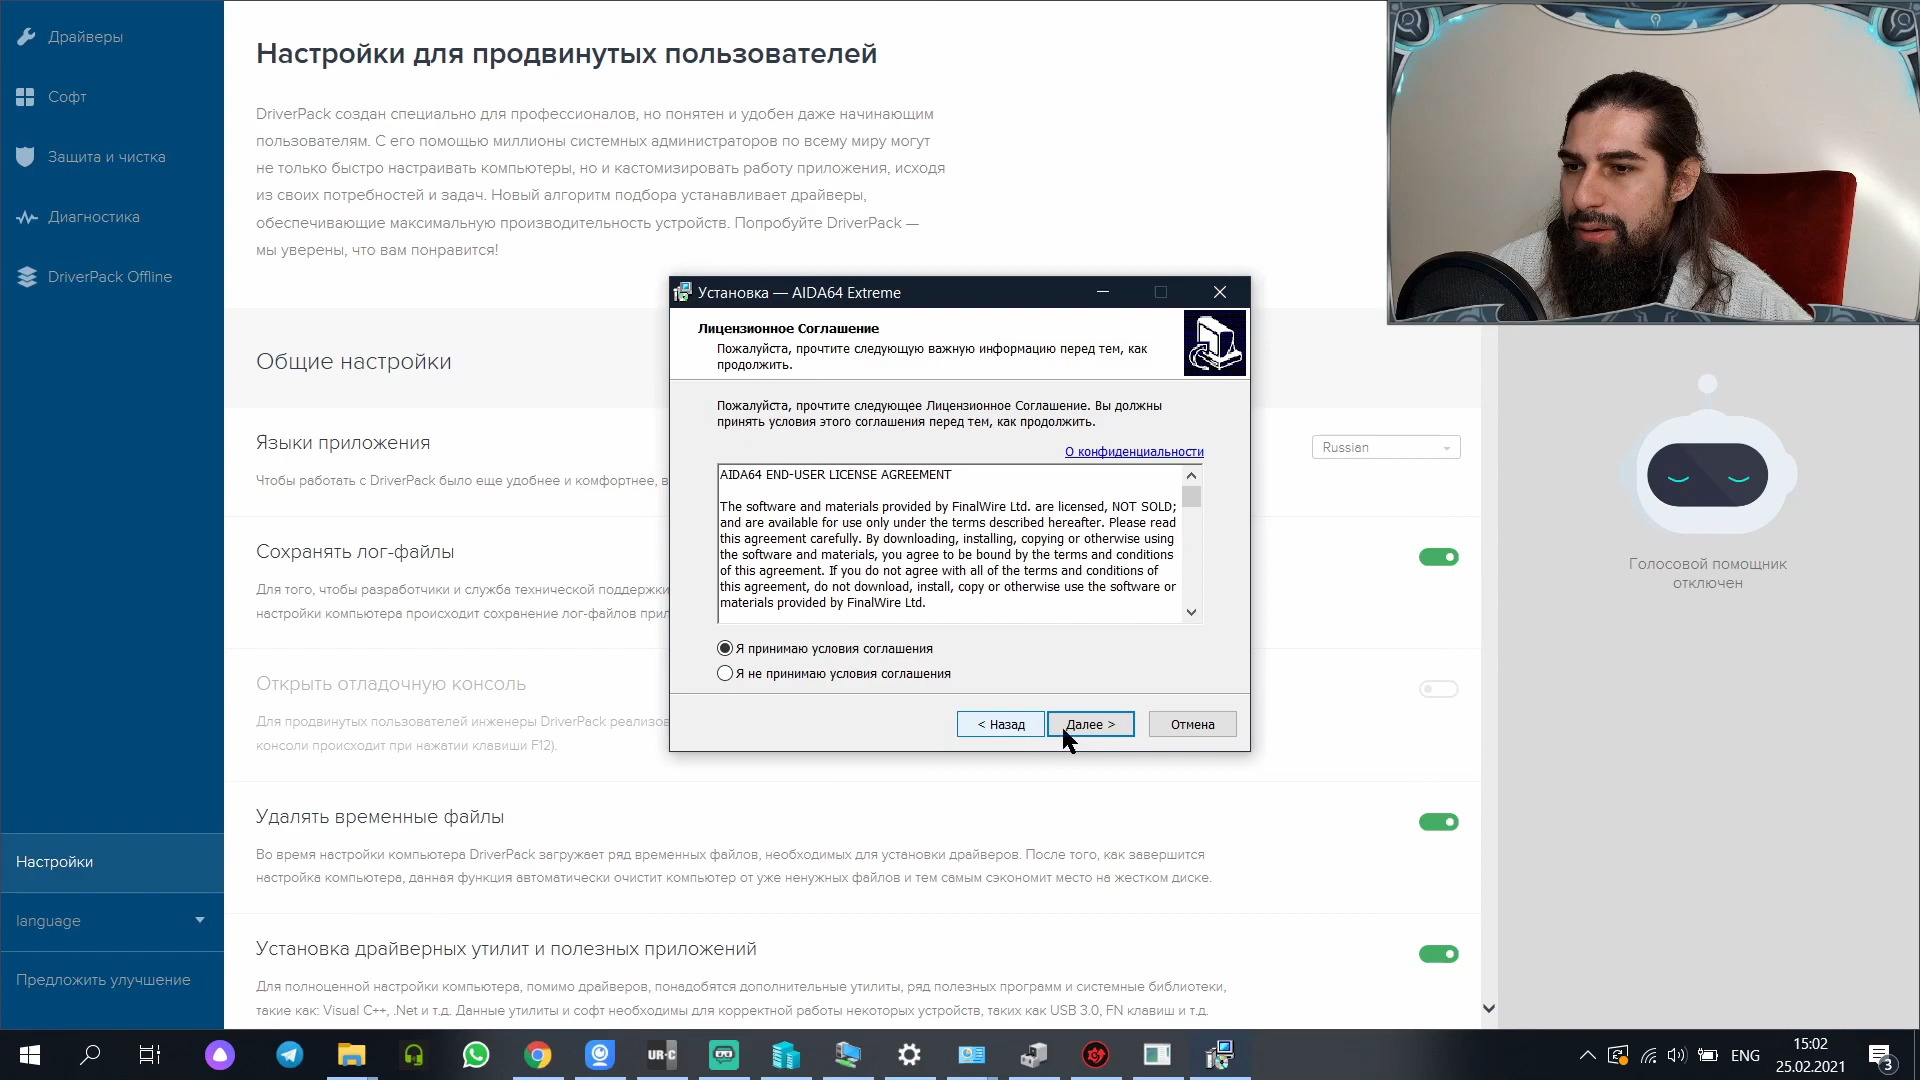 Драйверы
Софт
Защита и чистка
Диагностика
DriverPack Offline
Настройки
language
Предложить улучшение
Настройки для продвинутых пользователей
DriverPack создан специально для профессионалов, но понятен и удобен даже начинающим
пользователям. С его помощью миллионы системных администраторов по всему миру могут
не только быстро настраивать компьютеры, но и кастомизировать работу приложения, исходя
из своих потребностей и задач. Новый алгоритм подбора устанавливает драйверы,
обеспечивающие максимальную производительность устройств. Попробуйте DriverPack —
мы уверены, что вам понравится!
Общие настройки
Языки приложения
Russian
Чтобы работать с DriverPack было еще удобнее и комфортнее, в
Сохранять лог-файлы
Для того, чтобы разработчики и служба технической поддержки
настройки компьютера происходит сохранение лог-файлов при
Открыть отладочную консоль
Для продвинутых пользователей инженеры DriverPack реализов
консоли происходит при нажатии клавиши F12).
Удалять временные файлы
Во время настройки компьютера DriverPack загружает ряд временных файлов, необходимых для установки драйверов. После того, как завершится
настройка компьютера, данная функция автоматически очистит компьютер от уже ненужных файлов и тем самым сэкономит место на жестком диске.
Установка драйверных утилит и полезных приложений
Для полноценной настройки компьютера, помимо драйверов, понадобятся дополнительные утилиты, ряд полезных программ и системные библиотеки,
такие как: Visual C++, .Net и т.д. Данные утилиты и софт необходимы для корректной работы некоторых устройств, таких как USB 3.0, FN клавиш и т.д.
Установка — AIDA64 Extreme
Лицензионное Соглашение
Пожалуйста, прочтите следующую важную информацию перед тем, как
продолжить.
Пожалуйста, прочтите следующее Лицензионное Соглашение. Вы должны
принять условия этого соглашения перед тем, как продолжить.
О конфиденциальности
AIDA64 END-USER LICENSE AGREEMENT
The software and materials provided by FinalWire Ltd. are licensed, NOT SOLD;
and are available for use only under the terms described hereafter. Please read
this agreement carefully. By downloading, installing, copying or otherwise using
the software and materials, you agree to be bound by the terms and conditions
of this agreement. If you do not agree with all of the terms and conditions of
this agreement, do not download, install, copy or otherwise use the software or
materials provided by FinalWire Ltd.
Я принимаю условия соглашения
Я не принимаю условия соглашения
< Назад
Далее >
Отмена
Голосовой помощник
отключен
UR-C
ENG
15:02
25.02.2021
3